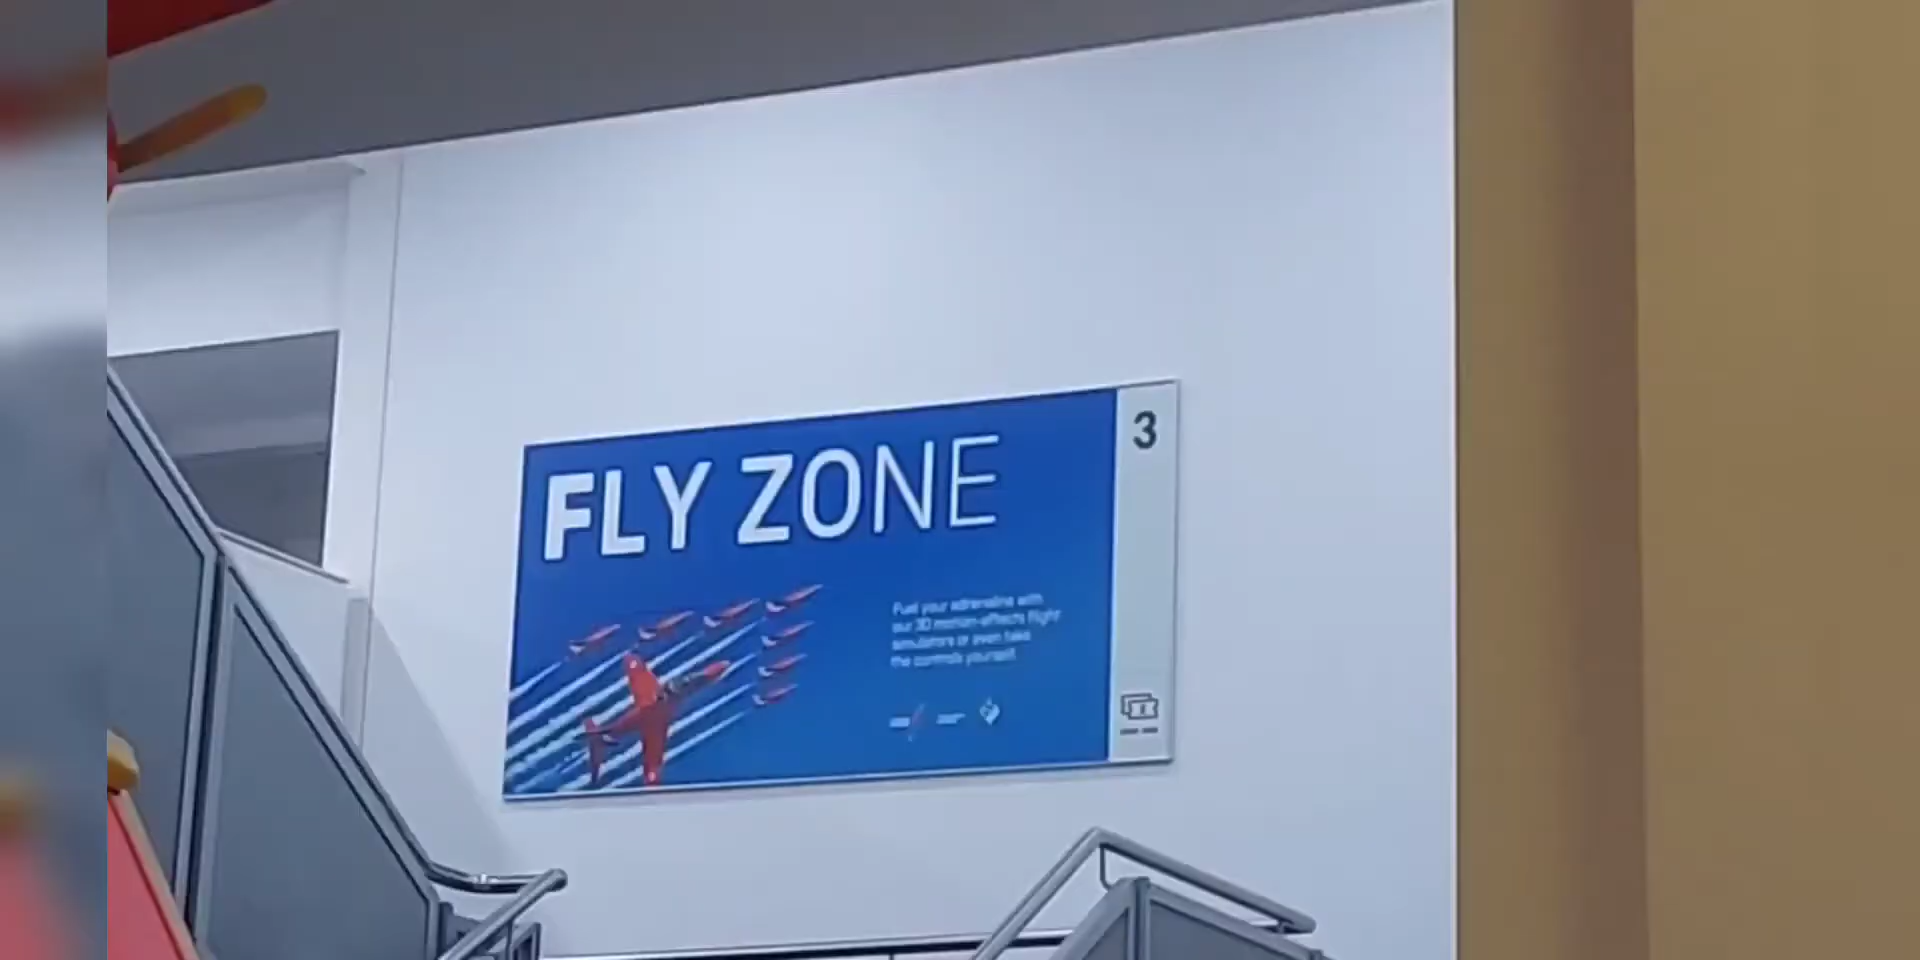 FLY ZONE
3
Fuel your adrenaline with
our 3D motion-effects flight
simulators or even take
the controls yourself.